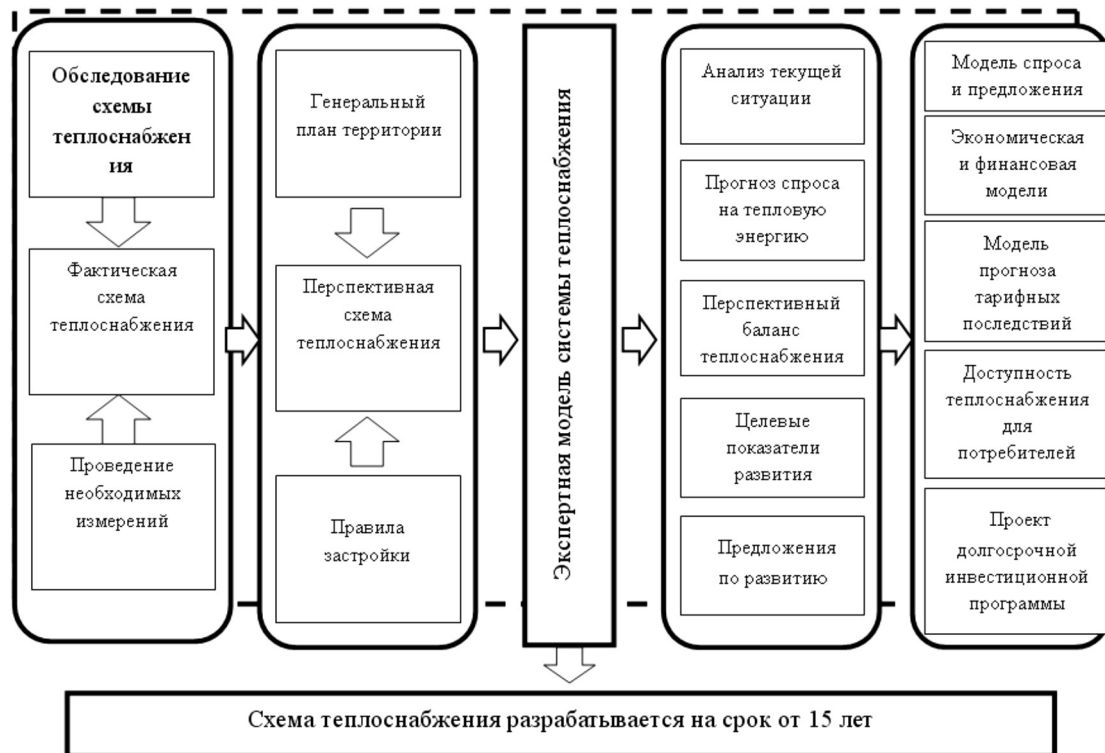 Обследование
схемы
теплоснабжен
ия
Фактическая
схема
теплоснабжения
Проведение
необходимых
измерений
Генеральный
план территории
Перспективная
схема
теплоснабжения
Правила
застройки
Экспертная модель системы теплоснабжения
Анализ текущей
ситуации
Прогноз спроса
на тепловую
энергию
Перспективный
баланс
теплоснабжения
Целевые
показатели
развития
Предложения
по развитию
Модель спроса
и предложения
Экономическая
и финансовая
модели
Модель
прогноза
тарифных
последствий
Доступность
теплоснабжения
для
потребителей
Проект
долгосрочной
инвестиционной
программы
Схема теплоснабжения разрабатывается на срок от 15 лет